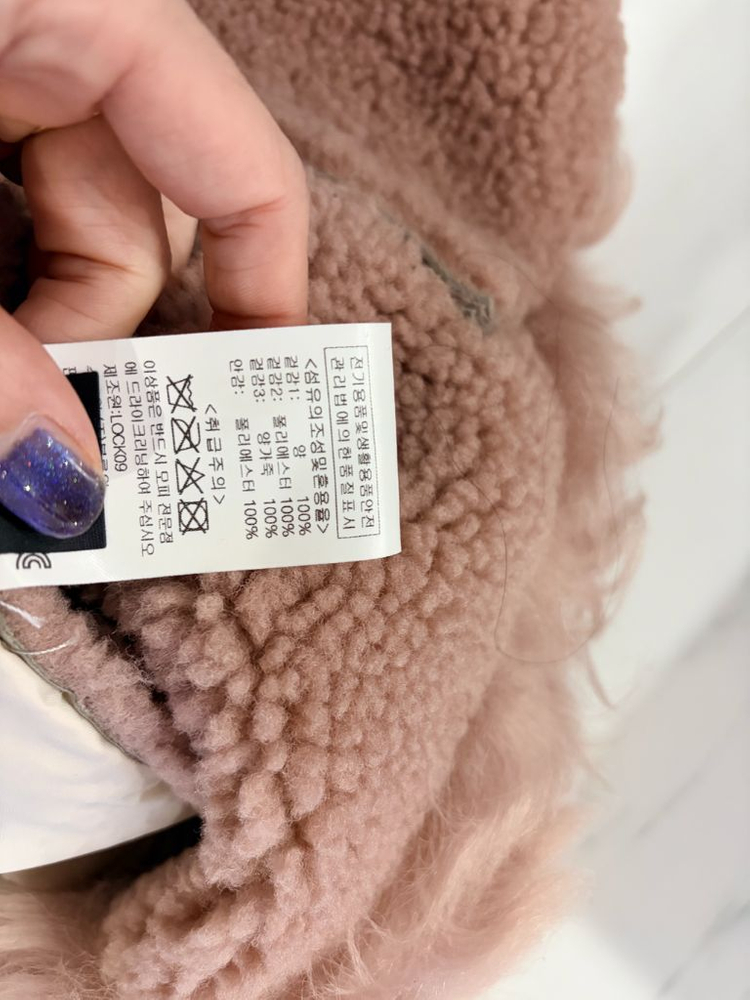 전기용품및생활용품안전
관리법에의한품질표시
<섬유의조성및혼용율>
겉감1: 양 100%
겉감2: 폴리에스터 100%
겉감3: 양가죽 100%
안감: 폴리에스터 100%
<취급주의>
이상품은 반드시 모피 전문점
에 드라이크리닝하여 주십시오
제조원:LOCK09